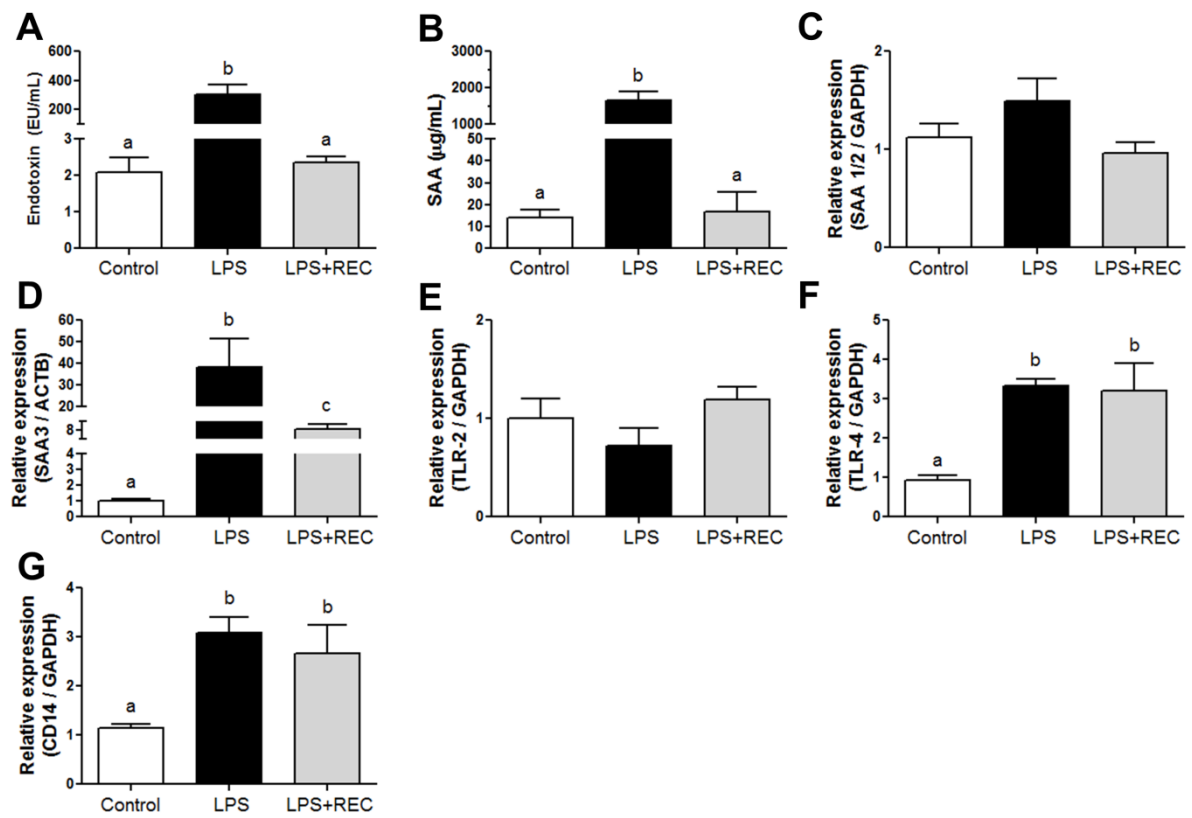 A
Endotoxin (EU/mL)
600
400
200
3
2
1
0
a
b
a
Control
LPS
LPS+REC
B
SAA (µg/mL)
3000
2000
1000
50
40
30
20
10
0
a
b
a
Control
LPS
LPS+REC
C
Relative expression
(SAA 1/2 / GAPDH)
2
1
0
Control
LPS
LPS+REC
D
Relative expression
(SAA3 / ACTB)
60
50
40
30
20
8
4
3
2
1
0
a
b
c
Control
LPS
LPS+REC
E
Relative expression
(TLR-2 / GAPDH)
2
1
0
Control
LPS
LPS+REC
F
Relative expression
(TLR-4 / GAPDH)
5
4
3
2
1
0
a
b
b
Control
LPS
LPS+REC
G
Relative expression
(CD14 / GAPDH)
4
3
2
1
0
a
b
b
Control
LPS
LPS+REC